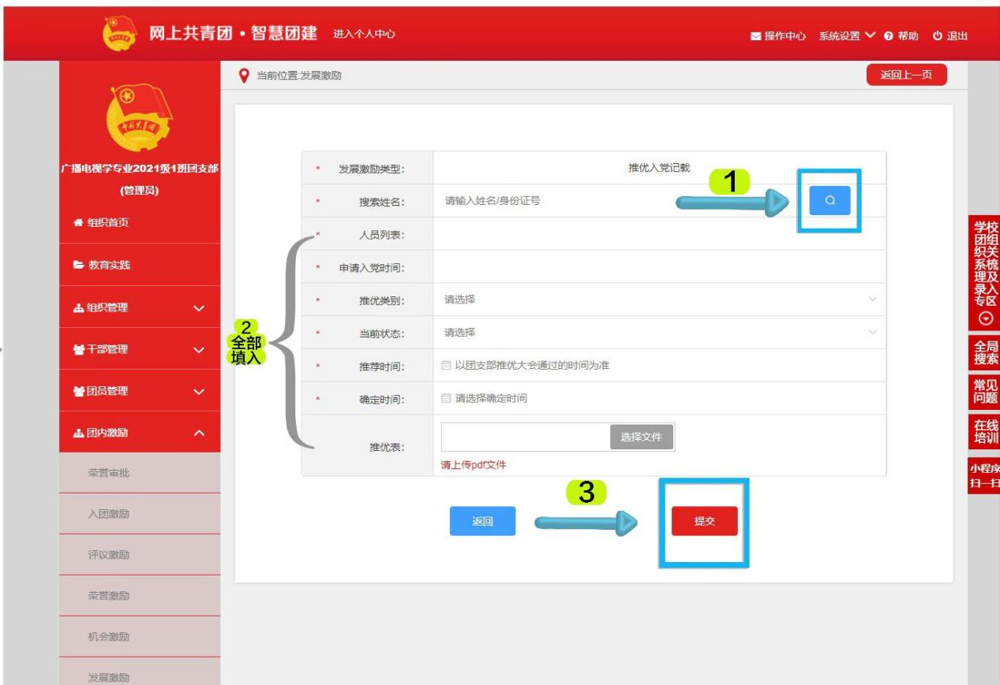 网上共青团·智慧团建 进入个人中心
操作中心 系统设置 帮助 退出
当前位置:发展激励
返回上一页
中国共青团
广播电视学专业2021级1班团支部
(管理员)
组织首页
教育实践
组织管理
干部管理
团员管理
团内激励
荣誉审批
入团激励
评议激励
荣誉激励
机会激励
发展激励
* 发展激励类型: 推优入党记载
1
* 搜索姓名: 请输入姓名/身份证号
* 人员列表:
* 申请入党时间:
* 推优类别: 请选择
* 当前状态: 请选择
* 推荐时间: 以团支部推优大会通过的时间为准
* 确定时间: 请选择确定时间
推优表: 选择文件
请上传pdf文件
2
全部
填入
3
返回
提交
学校
团组
织关
系梳
理及
录入
专区
全局
搜索
常见
问题
在线
培训
小程序
扫一扫